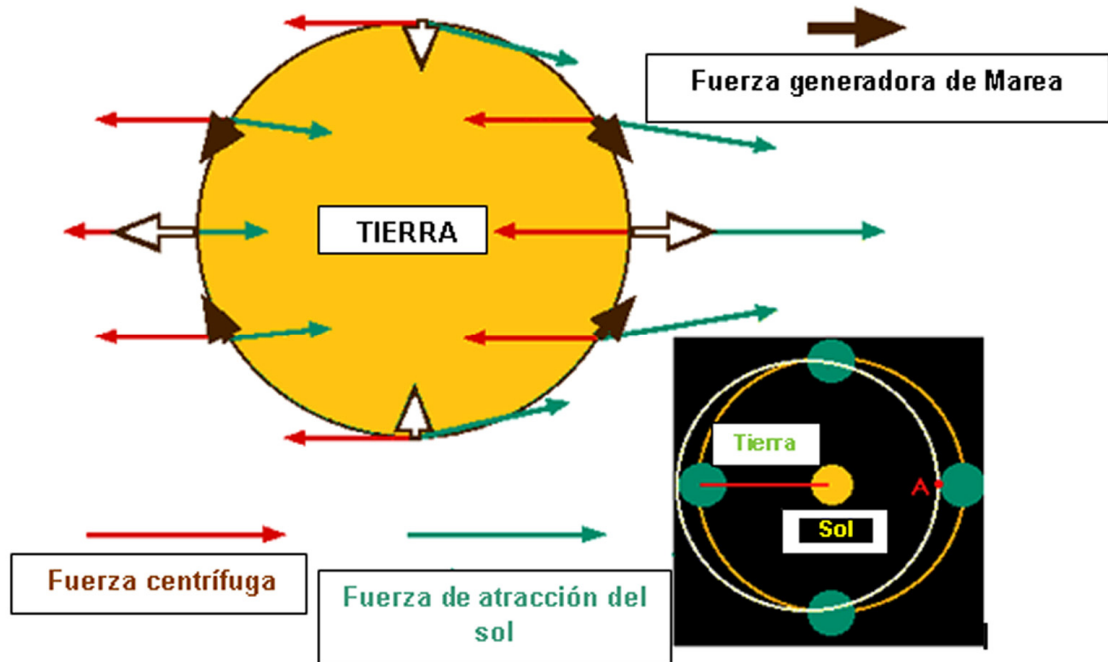 Fuerza generadora de Marea
TIERRA
Tierra
A
Sol
Fuerza centrífuga
Fuerza de atracción del
sol